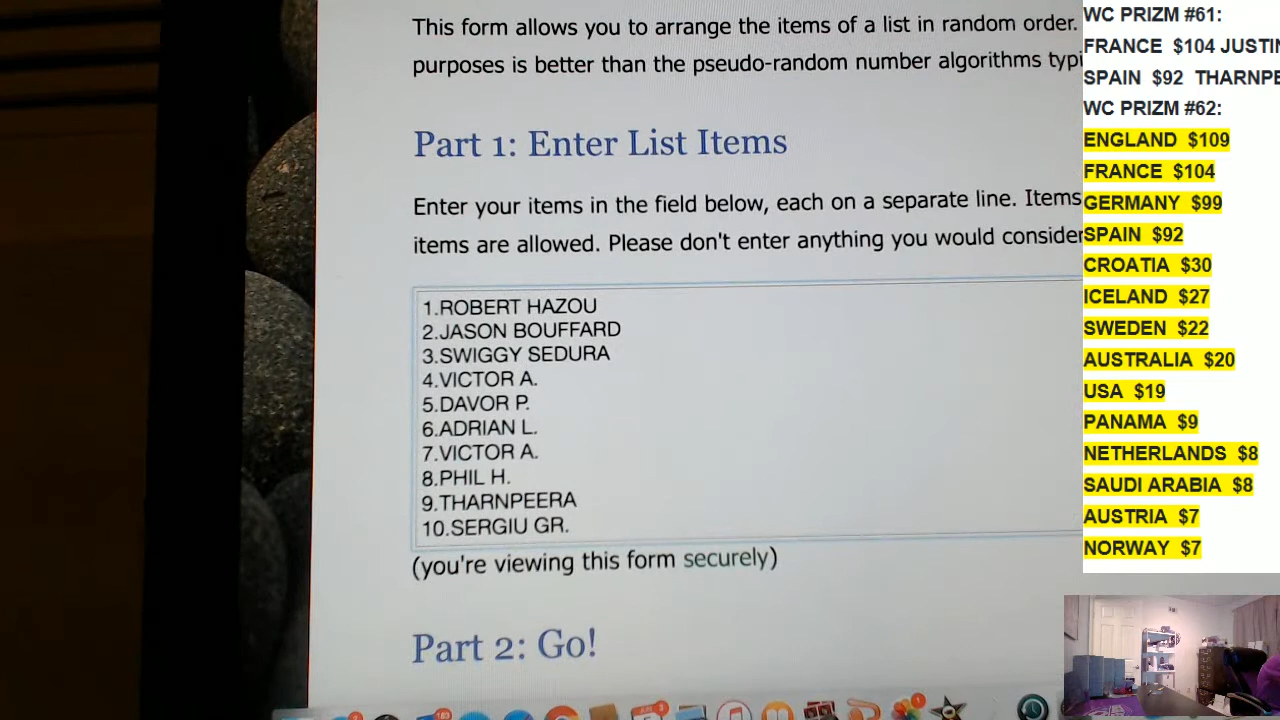 This form allows you to arrange the items of a list in random order.
purposes is better than the pseudo-random number algorithms typi
Part 1: Enter List Items
Enter your items in the field below, each on a separate line. Items
items are allowed. Please don't enter anything you would consider
1.ROBERT HAZOU
2.JASON BOUFFARD
3.SWIGGY SEDURA
4.VICTOR A.
5.DAVOR P.
6.ADRIAN L.
7.VICTOR A.
8.PHIL H.
9.THARNPEERA
10.SERGIU GR.
(you're viewing this form securely)
Part 2: Go!
WC PRIZM #61:
FRANCE $104 JUSTIN
SPAIN $92 THARNPE
WC PRIZM #62:
ENGLAND $109
FRANCE $104
GERMANY $99
SPAIN $92
CROATIA $30
ICELAND $27
SWEDEN $22
AUSTRALIA $20
USA $19
PANAMA $9
NETHERLANDS $8
SAUDI ARABIA $8
AUSTRIA $7
NORWAY $7